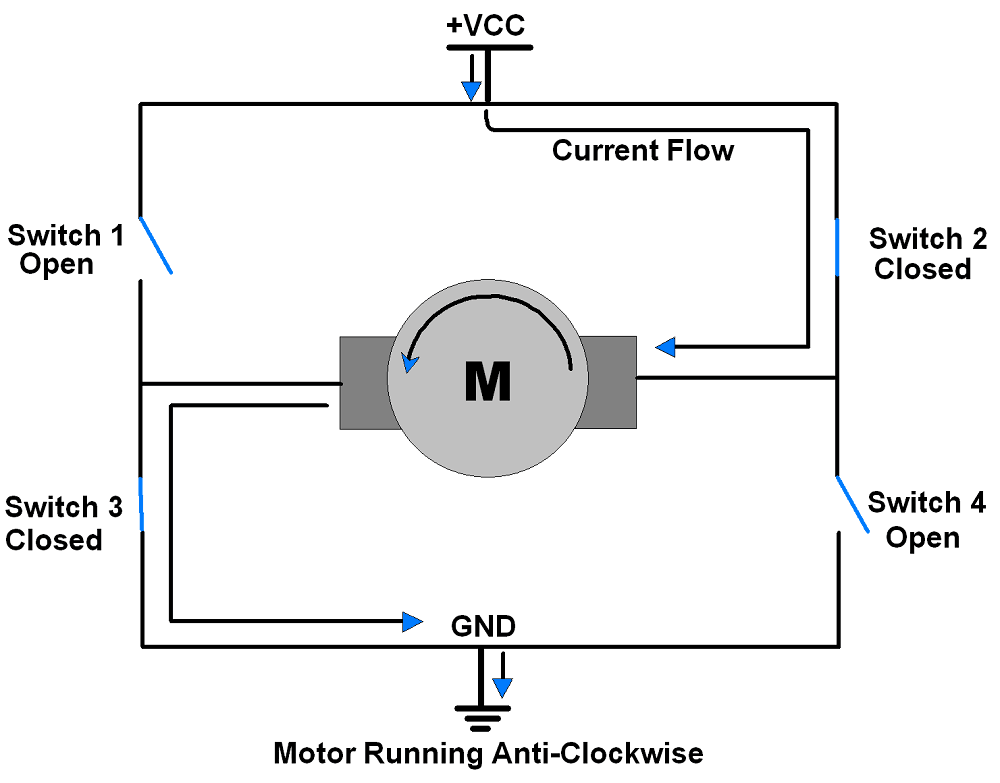 +VCC
Current Flow
Switch 1
Open
Switch 2
Closed
M
Switch 3
Closed
Switch 4
Open
GND
Motor Running Anti-Clockwise